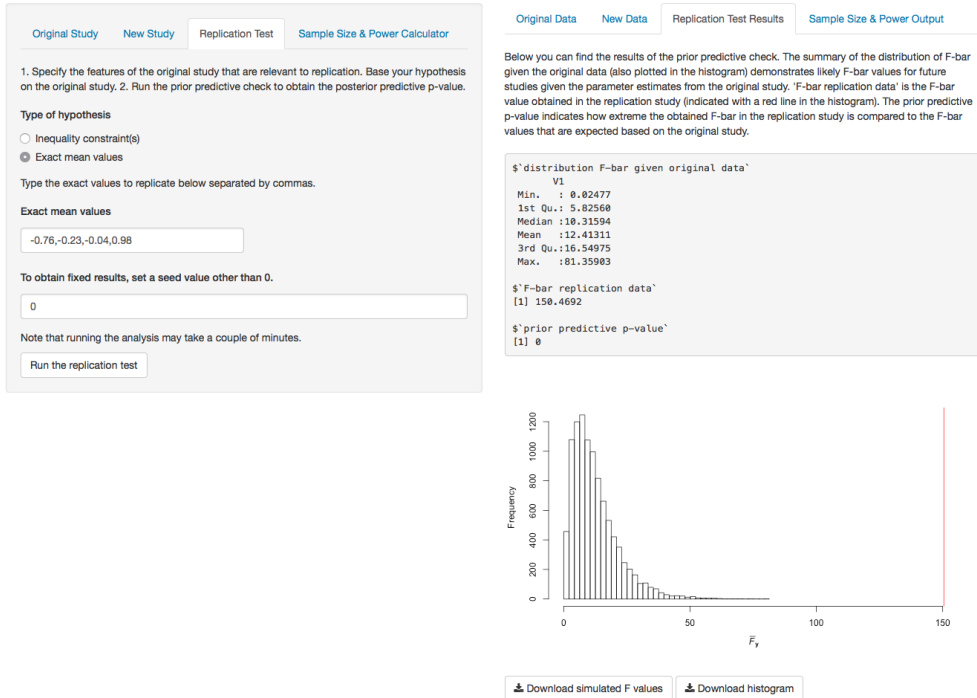 Original Study New Study Replication Test Sample Size & Power Calculator
1. Specify the features of the original study that are relevant to replication. Base your hypothesis
on the original study. 2. Run the prior predictive check to obtain the posterior predictive p-value.
Type of hypothesis
Inequality constraint(s)
Exact mean values
Type the exact values to replicate below separated by commas.
Exact mean values
-0.76,-0.23,-0.04,0.98
To obtain fixed results, set a seed value other than 0.
0
Note that running the analysis may take a couple of minutes.
Run the replication test
Original Data New Data Replication Test Results Sample Size & Power Output
Below you can find the results of the prior predictive check. The summary of the distribution of F-bar
given the original data (also plotted in the histogram) demonstrates likely F-bar values for future
studies given the parameter estimates from the original study. 'F-bar replication data' is the F-bar
value obtained in the replication study (indicated with a red line in the histogram). The prior predictive
p-value indicates how extreme the obtained F-bar in the replication study is compared to the F-bar
values that are expected based on the original study.
$`distribution F-bar given original data`
V1
Min. : 0.02477
1st Qu.: 5.82560
Median :10.31594
Mean :12.41311
3rd Qu.:16.54975
Max. :81.35903
$`F-bar replication data`
[1] 150.4692
$`prior predictive p-value`
[1] 0
Frequency
1200
1000
800
600
400
200
0
0 50 100 150
F̅y
Download simulated F values Download histogram